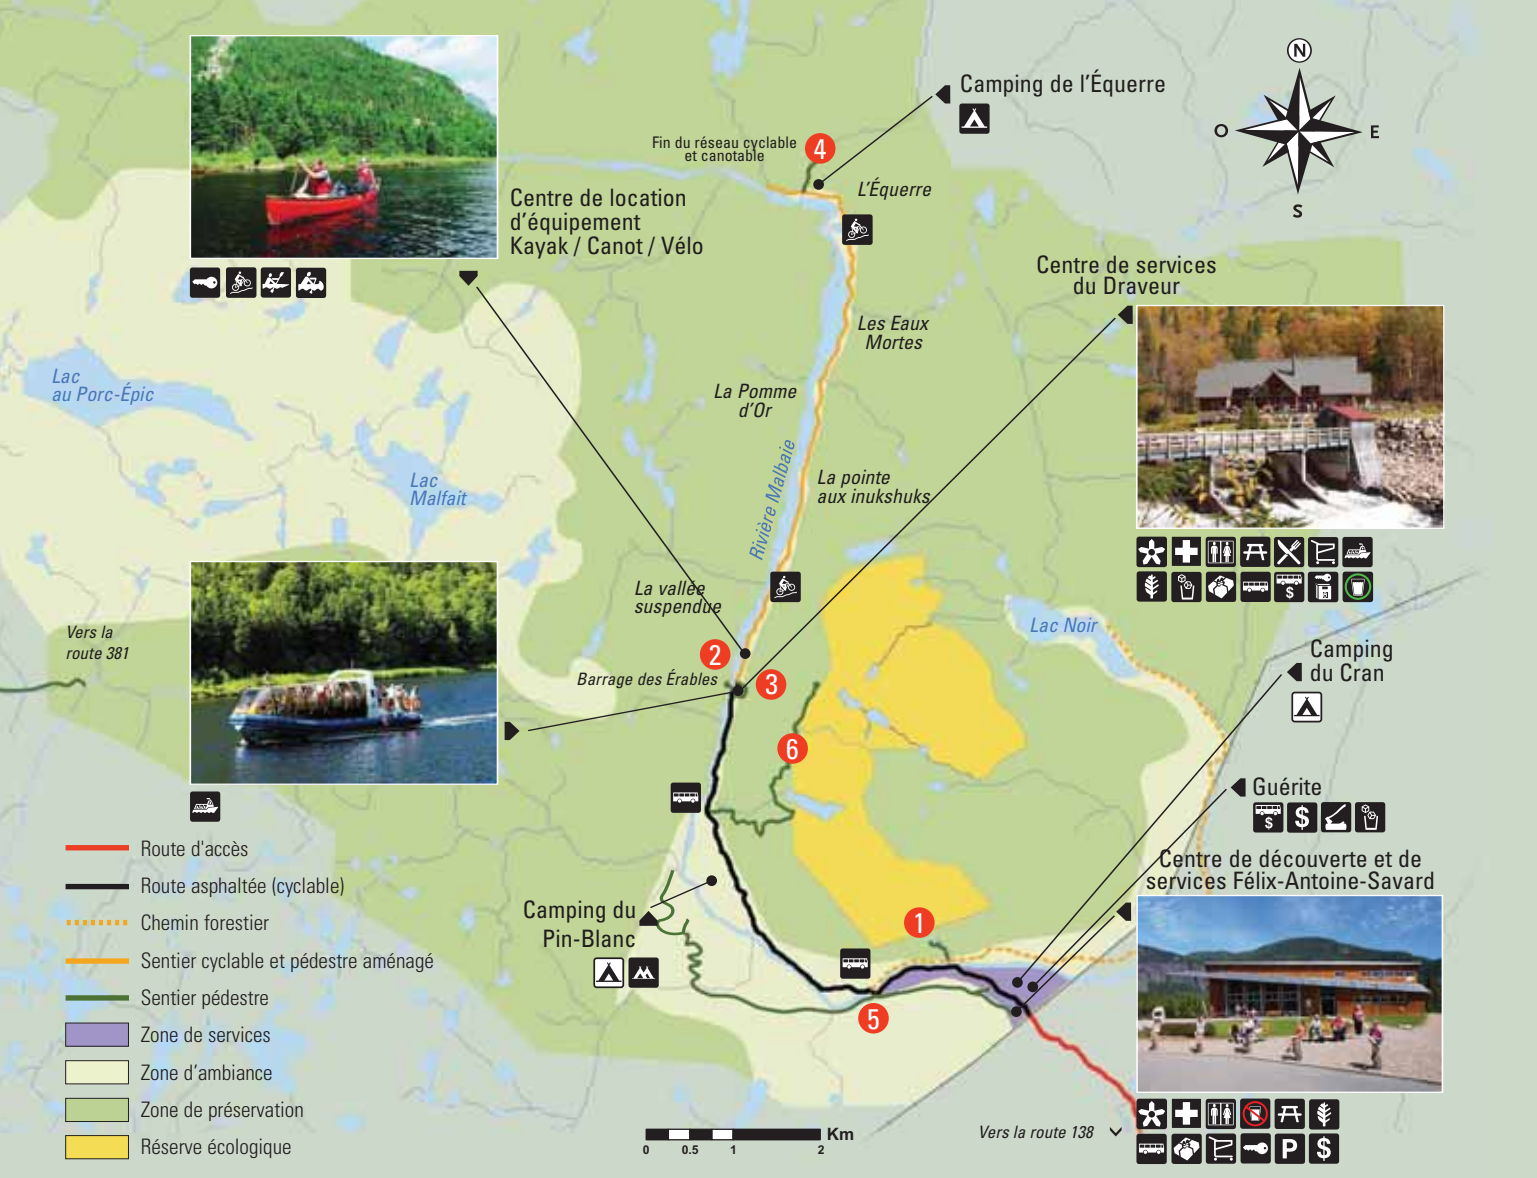 N
O
E
S
Camping de l'Équerre
Fin du réseau cyclable
et canotable
4
L'Équerre
Centre de location
d'équipement
Kayak / Canot / Vélo
Centre de services
du Draveur
Les Eaux
Mortes
Lac
au Porc-Épic
La Pomme
d'Or
Rivière Malbaie
La pointe
aux inukshuks
Lac
Malfait
La vallée
suspendue
$
Lac Noir
Vers la
route 381
2
Barrage des Érables
3
Camping
du Cran
6
Guérite
$
$
Route d'accès
Route asphaltée (cyclable)
Chemin forestier
Sentier cyclable et pédestre aménagé
Sentier pédestre
Zone de services
Zone d'ambiance
Zone de préservation
Réserve écologique
Camping du
Pin-Blanc
Centre de découverte et de
services Félix-Antoine-Savard
1
5
Km
0
0.5
1
2
Vers la route 138
P
$